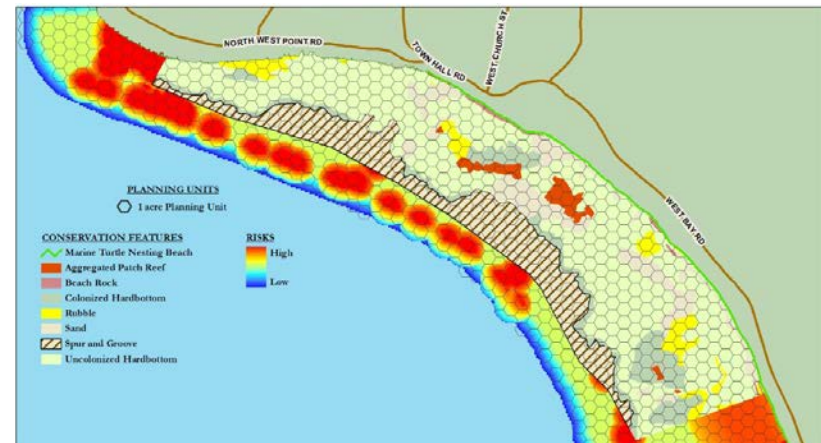 NORTH WEST POINT RD
TOWN HALL RD
WEST CHURCH ST
WEST BAY RD
PLANNING UNITS
1 acre Planning Unit
CONSERVATION FEATURES
Marine Turtle Nesting Beach
Aggregated Patch Reef
Beach Rock
Colonized Hardbottom
Rubble
Sand
Spur and Groove
Uncolonized Hardbottom
RISKS
High
Low